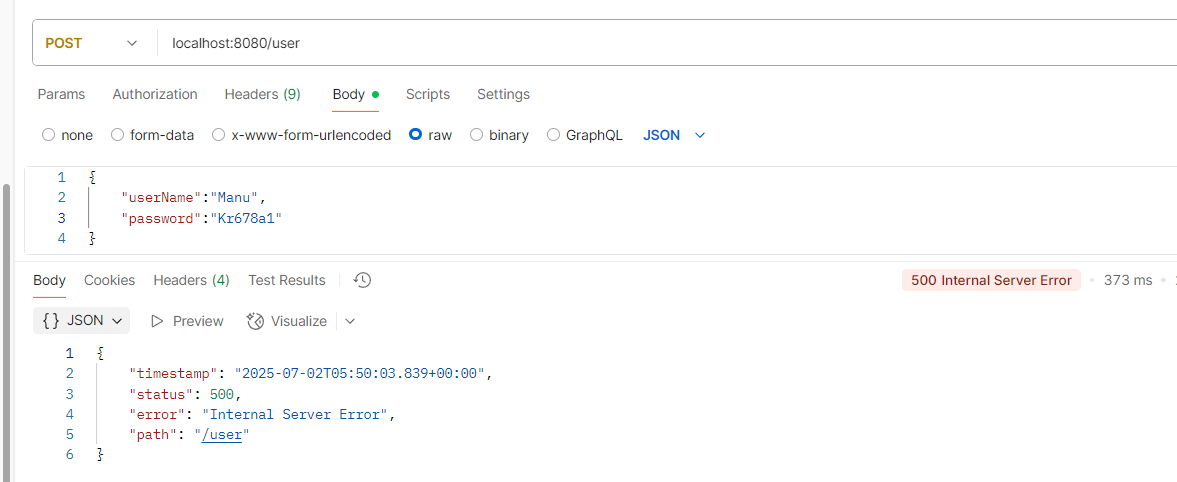 POST localhost:8080/user
Params Authorization Headers (9) Body Scripts Settings
none form-data x-www-form-urlencoded raw binary GraphQL JSON
1 {
2 "userName":"Manu",
3 "password":"Kr678a1"
4 }
Body Cookies Headers (4) Test Results 500 Internal Server Error 373 ms
{} JSON Preview Visualize
1 {
2 "timestamp": "2025-07-02T05:50:03.839+00:00",
3 "status": 500,
4 "error": "Internal Server Error",
5 "path": "/user"
6 }